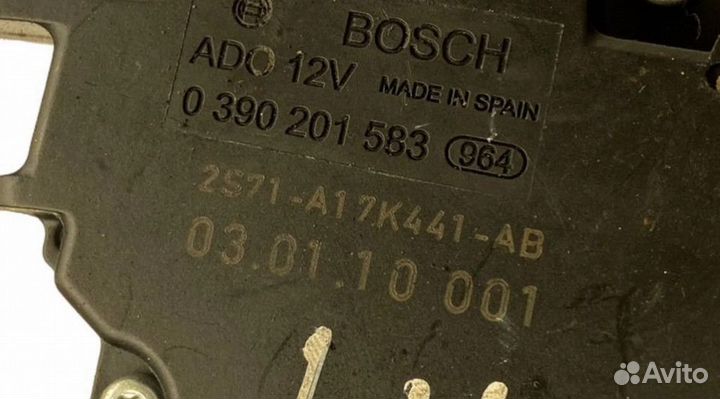 BOSCH
ADO 12V MADE IN SPAIN
0 390 201 583 964
2S71-A17K441-AB
03.01.10 001
Avito